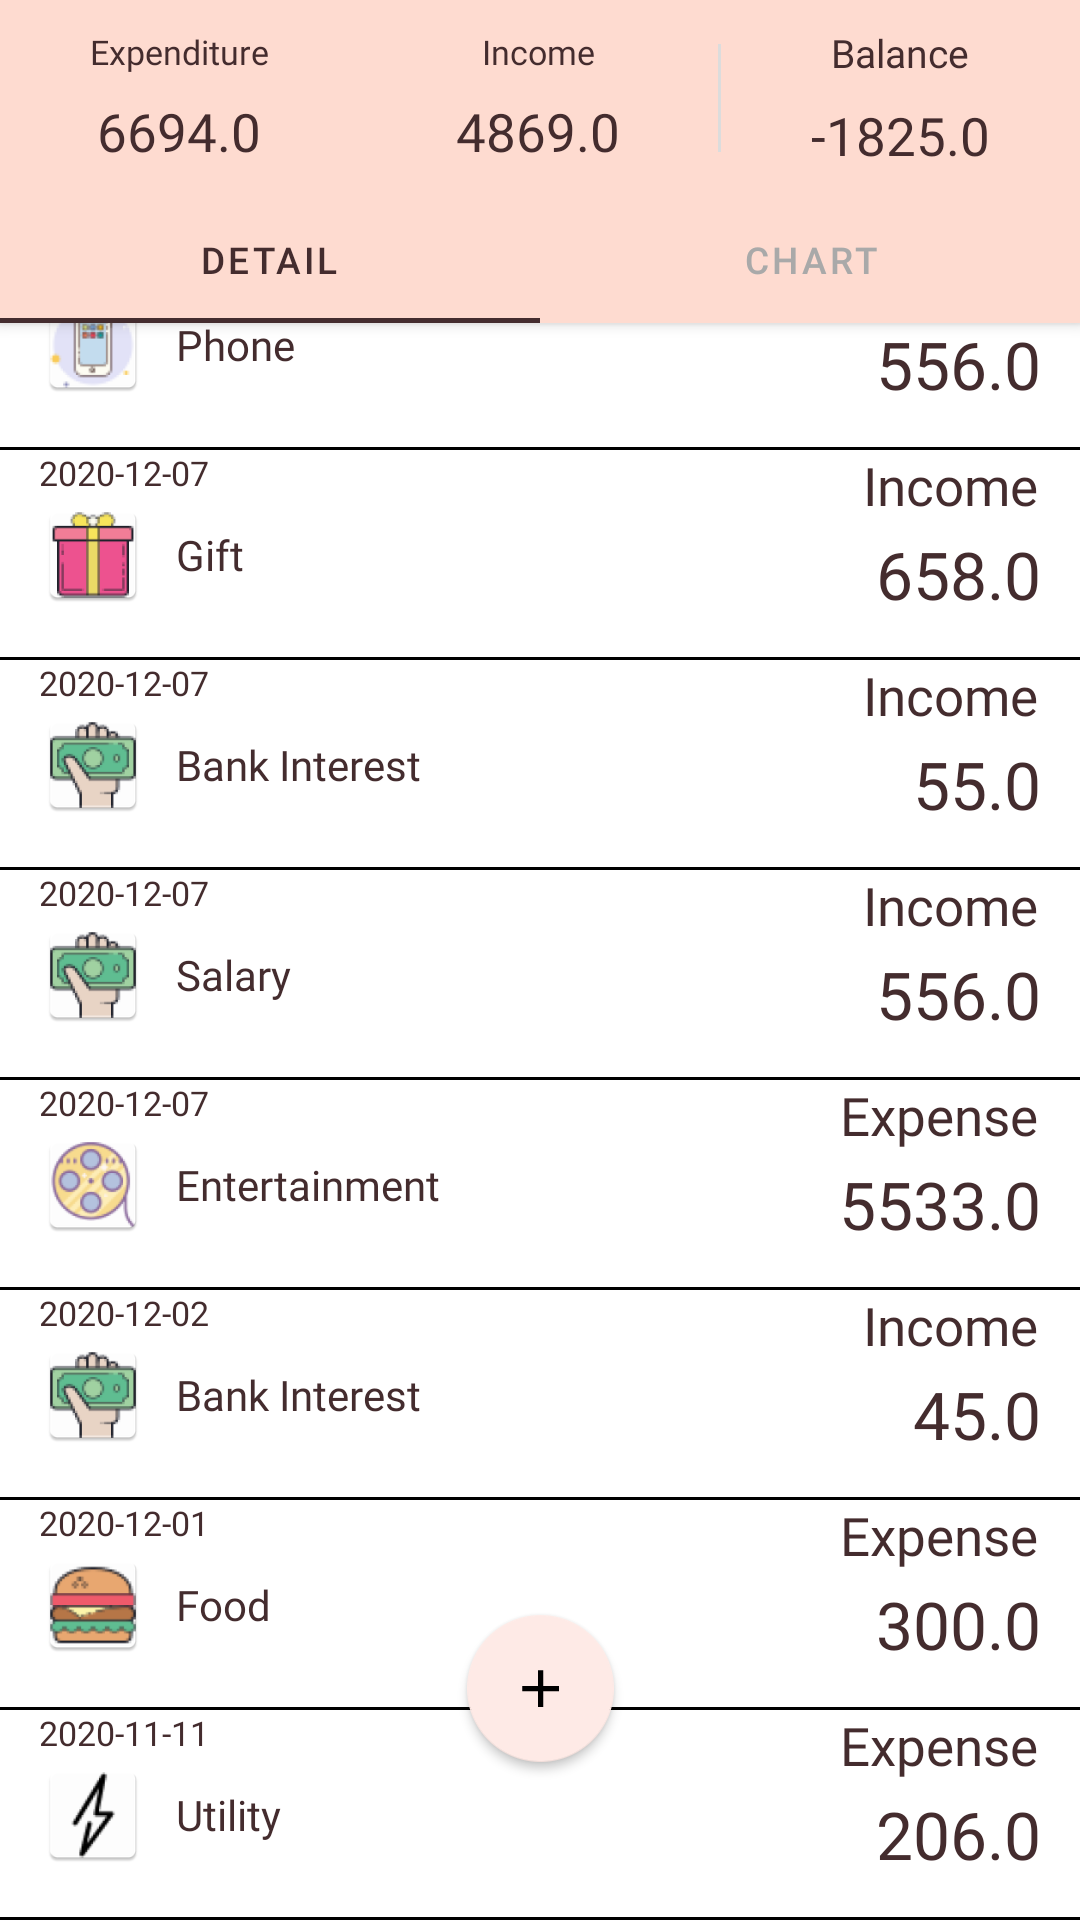 Expenditure Income Balance
6694.0 4869.0 -1825.0
DETAIL CHART
Phone 556.0
2020-12-07 Income
Gift 658.0
2020-12-07 Income
Bank Interest 55.0
2020-12-07 Income
Salary 556.0
2020-12-07 Expense
Entertainment 5533.0
2020-12-02 Income
Bank Interest 45.0
2020-12-01 Expense
Food 300.0
+
2020-11-11 Expense
Utility 206.0